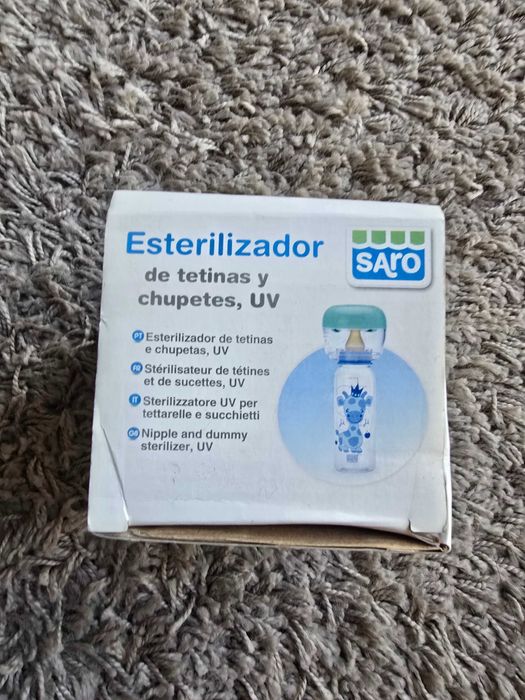 Esterilizador
de tetinas y
chupetes, UV
SAro
PT Esterilizador de tetinas
e chupetas, UV
FR Stérilisateur de tétines
et de sucettes, UV
IT Sterilizzatore UV per
tettarelle e succhietti
GB Nipple and dummy
sterilizer, UV